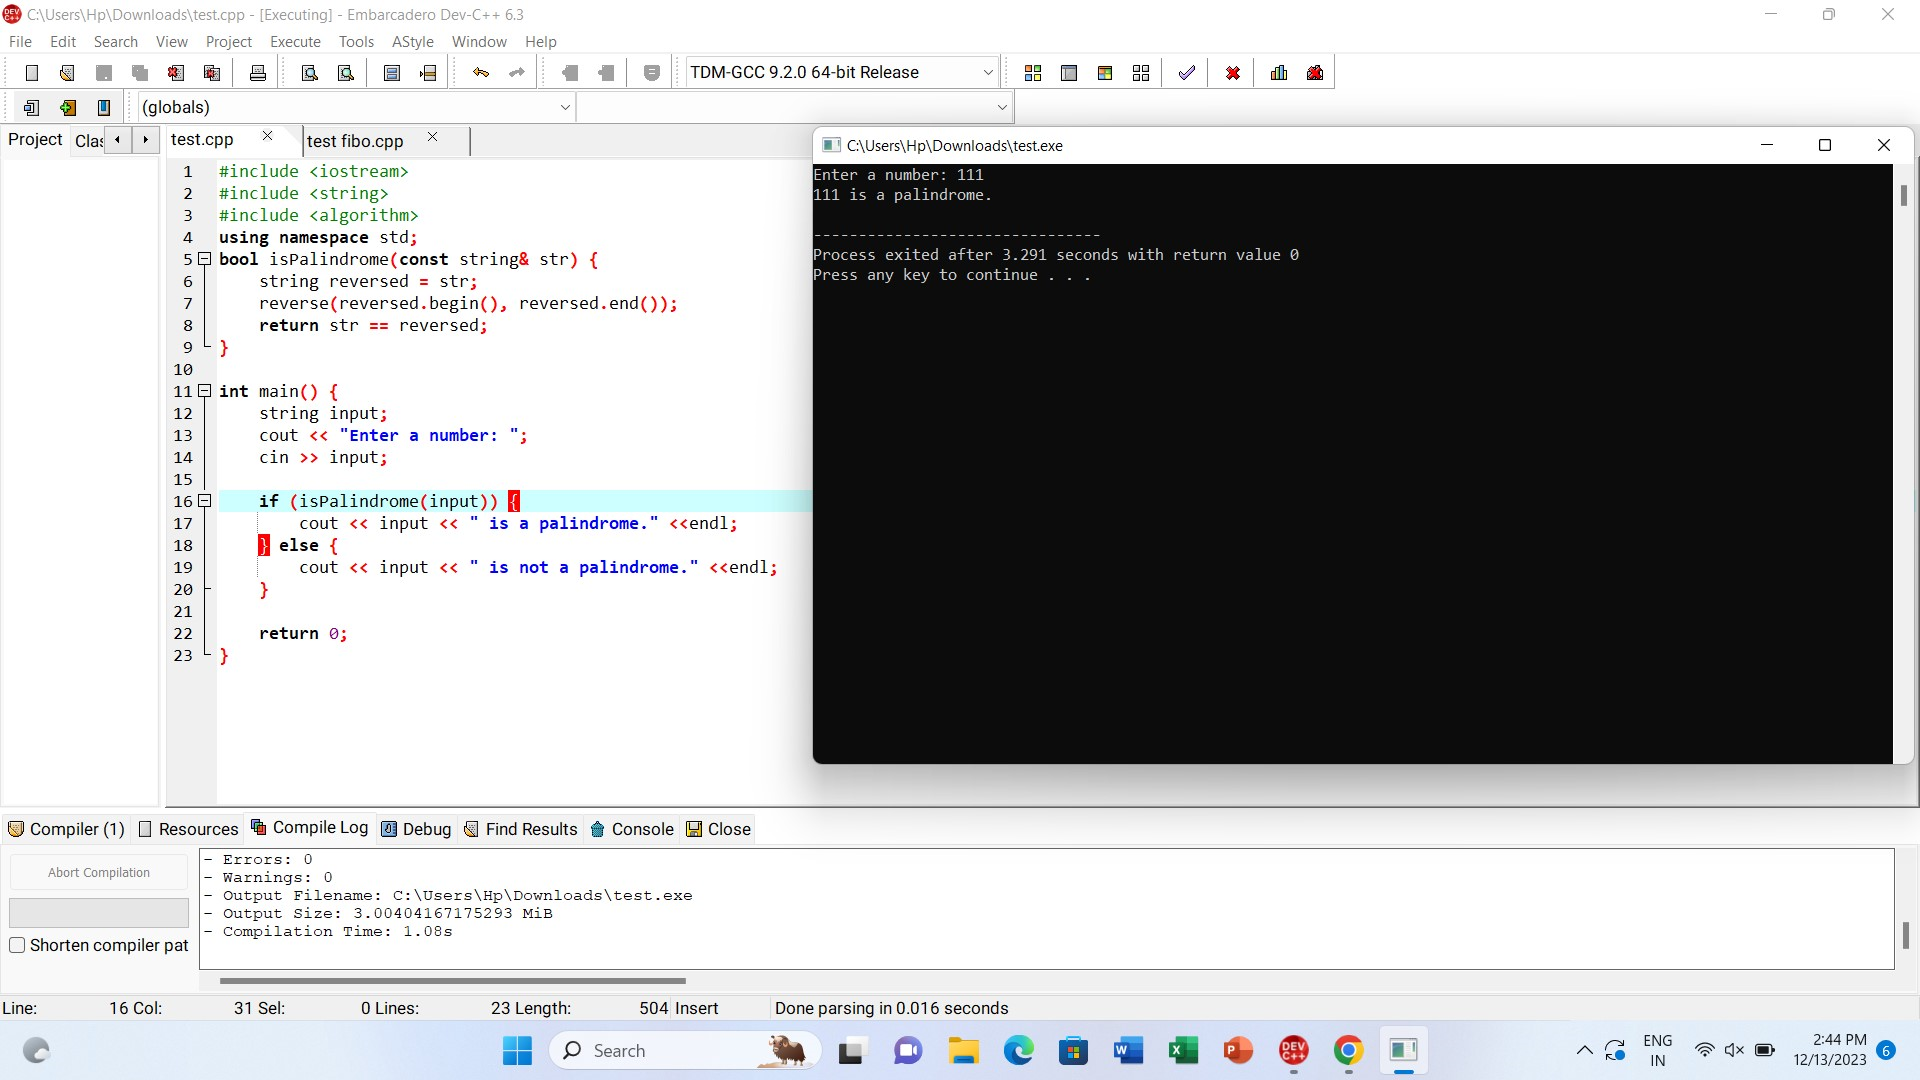 C:\Users\Hp\Downloads\test.cpp - [Executing] - Embarcadero Dev-C++ 6.3
File Edit Search View Project Execute Tools AStyle Window Help
TDM-GCC 9.2.0 64-bit Release
(globals)
Project Clas test.cpp test fibo.cpp
1 #include <iostream>
2 #include <string>
3 #include <algorithm>
4 using namespace std;
5 bool isPalindrome(const string& str) {
6 string reversed = str;
7 reverse(reversed.begin(), reversed.end());
8 return str == reversed;
9 }
10
11 int main() {
12 string input;
13 cout << "Enter a number: ";
14 cin >> input;
15
16 if (isPalindrome(input)) {
17 cout << input << " is a palindrome." <<endl;
18 } else {
19 cout << input << " is not a palindrome." <<endl;
20 }
21
22 return 0;
23 }
C:\Users\Hp\Downloads\test.exe
Enter a number: 111
111 is a palindrome.
--------------------------------
Process exited after 3.291 seconds with return value 0
Press any key to continue . . .
Compiler (1) Resources Compile Log Debug Find Results Console Close
Abort Compilation
Shorten compiler pat
- Errors: 0
- Warnings: 0
- Output Filename: C:\Users\Hp\Downloads\test.exe
- Output Size: 3.00404167175293 MiB
- Compilation Time: 1.08s
Line: 16 Col: 31 Sel: 0 Lines: 23 Length: 504 Insert Done parsing in 0.016 seconds
Search
DEV C++
ENG
IN
2:44 PM
12/13/2023
6